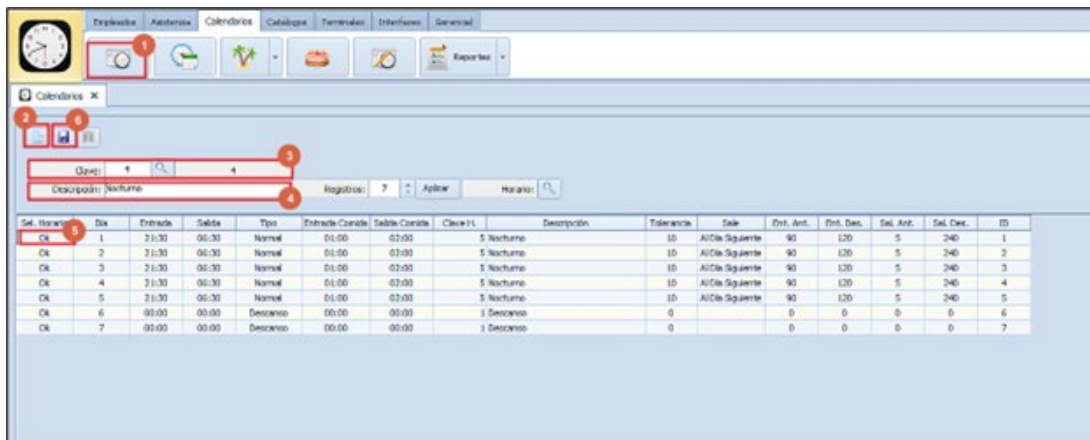 Empleados Asistencia Calendarios Catálogos Terminales Interfases Gerencial
1
Reportes
Calendarios X
2 6
3
Clave: 4 4
Descripción: Nocturno Registros: 7 Aplicar Horario:
4
Sel. Horario Día Entrada Salida Tipo Entrada Comida Salida Comida Clave H. Descripción Tolerancia Sale Ent. Ant. Ent. Des. Sal. Ant. Sal. Des. ID
5
Ok 1 21:30 06:30 Normal 01:00 02:00 5 Nocturno 10 Al Día Siguiente 90 120 5 240 1
Ok 2 21:30 06:30 Normal 01:00 02:00 5 Nocturno 10 Al Día Siguiente 90 120 5 240 2
Ok 3 21:30 06:30 Normal 01:00 02:00 5 Nocturno 10 Al Día Siguiente 90 120 5 240 3
Ok 4 21:30 06:30 Normal 01:00 02:00 5 Nocturno 10 Al Día Siguiente 90 120 5 240 4
Ok 5 21:30 06:30 Normal 01:00 02:00 5 Nocturno 10 Al Día Siguiente 90 120 5 240 5
Ok 6 00:00 00:00 Descanso 00:00 00:00 1 Descanso 0 0 0 0 0 6
Ok 7 00:00 00:00 Descanso 00:00 00:00 1 Descanso 0 0 0 0 0 7